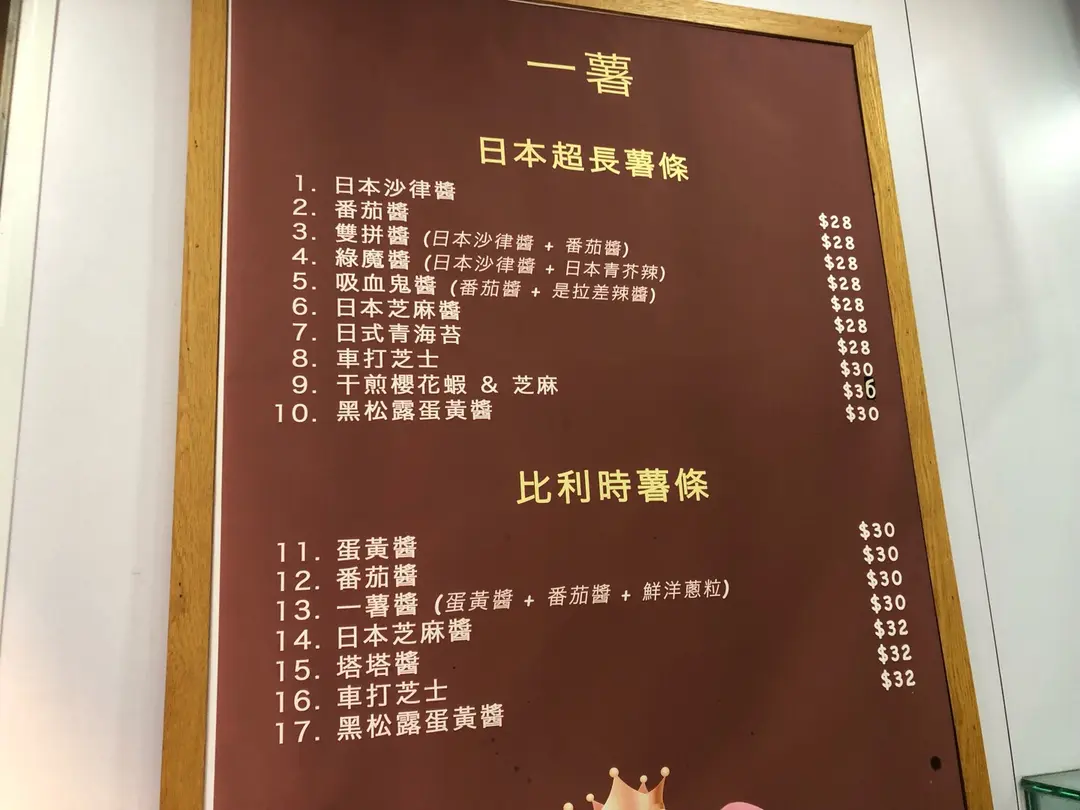 一薯
日本超長薯條
1. 日本沙律醬 $28
2. 番茄醬 $28
3. 雙拼醬 (日本沙律醬 + 番茄醬) $28
4. 綠魔醬 (日本沙律醬 + 日本青芥辣) $28
5. 吸血鬼醬 (番茄醬 + 是拉差辣醬) $28
6. 日本芝麻醬 $28
7. 日式青海苔 $28
8. 車打芝士 $30
9. 干煎櫻花蝦 & 芝麻 $36
10. 黑松露蛋黃醬 $30
比利時薯條
11. 蛋黃醬 $30
12. 番茄醬 $30
13. 一薯醬 (蛋黃醬 + 番茄醬 + 鮮洋蔥粒) $30
14. 日本芝麻醬 $30
15. 塔塔醬 $32
16. 車打芝士 $32
17. 黑松露蛋黃醬 $32